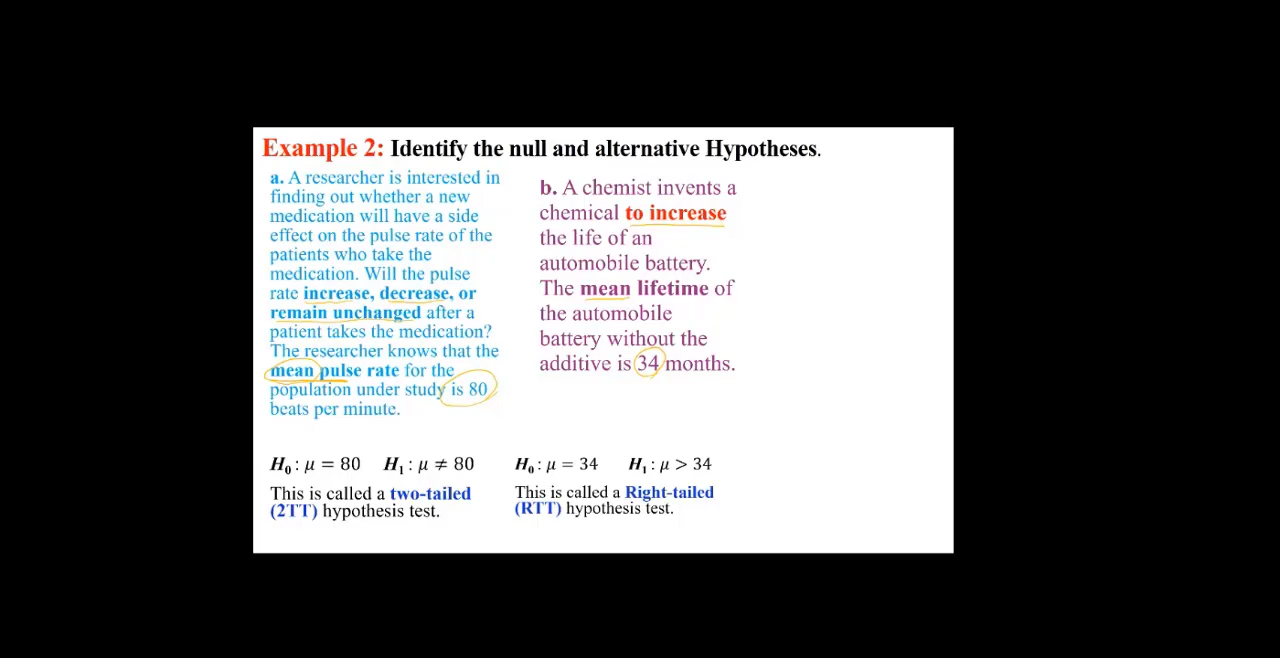 Example 2: Identify the null and alternative Hypotheses.
a. A researcher is interested in
finding out whether a new
medication will have a side
effect on the pulse rate of the
patients who take the
medication. Will the pulse
rate increase, decrease, or
remain unchanged after a
patient takes the medication?
The researcher knows that the
mean pulse rate for the
population under study is 80
beats per minute.
b. A chemist invents a
chemical to increase
the life of an
automobile battery.
The mean lifetime of
the automobile
battery without the
additive is 34 months.
H₀ : μ = 80 H₁ : μ ≠ 80
This is called a two-tailed
(2TT) hypothesis test.
H₀ : μ = 34 H₁ : μ > 34
This is called a Right-tailed
(RTT) hypothesis test.